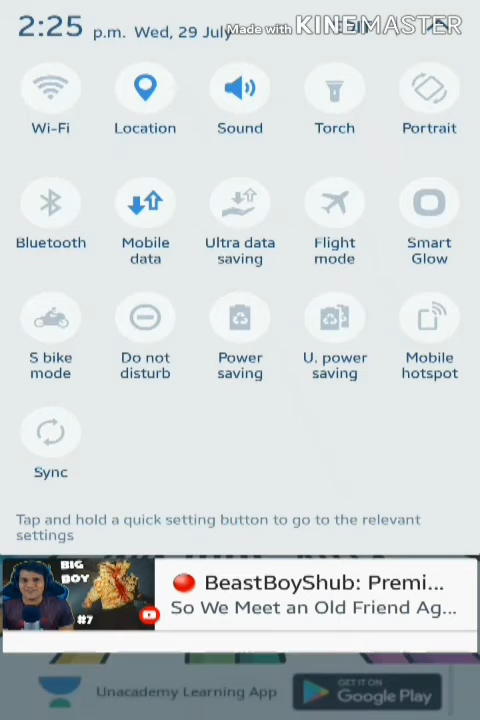 2:25 p.m. Wed, 29 July
Made with KINEMASTER
Wi-Fi Location Sound Torch Portrait
Bluetooth Mobile data Ultra data saving Flight mode Smart Glow
S bike mode Do not disturb Power saving U. power saving Mobile hotspot
Sync
Tap and hold a quick setting button to go to the relevant
settings
BIG
BOY
#7
BeastBoyShub: Premi...
So We Meet an Old Friend Ag...
Unacademy Learning App
GET IT ON
Google Play